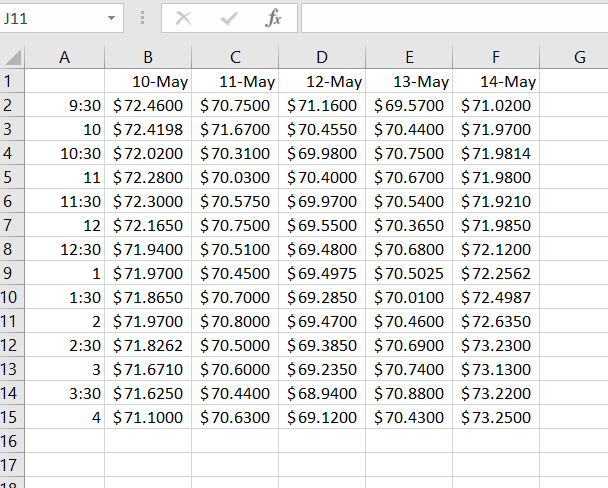 J11 fx
A B C D E F G
1 10-May 11-May 12-May 13-May 14-May
2 9:30 $72.4600 $70.7500 $71.1600 $69.5700 $71.0200
3 10 $72.4198 $71.6700 $70.4550 $70.4400 $71.9700
4 10:30 $72.0200 $70.3100 $69.9800 $70.7500 $71.9814
5 11 $72.2800 $70.0300 $70.4000 $70.6700 $71.9800
6 11:30 $72.3000 $70.5750 $69.9700 $70.5400 $71.9210
7 12 $72.1650 $70.7500 $69.5500 $70.3650 $71.9850
8 12:30 $71.9400 $70.5100 $69.4800 $70.6800 $72.1200
9 1 $71.9700 $70.4500 $69.4975 $70.5025 $72.2562
10 1:30 $71.8650 $70.7000 $69.2850 $70.0100 $72.4987
11 2 $71.9700 $70.8000 $69.4700 $70.4600 $72.6350
12 2:30 $71.8262 $70.5000 $69.3850 $70.6900 $73.2300
13 3 $71.6710 $70.6000 $69.2350 $70.7400 $73.1300
14 3:30 $71.6250 $70.4400 $68.9400 $70.8800 $73.2200
15 4 $71.1000 $70.6300 $69.1200 $70.4300 $73.2500
16
17
18